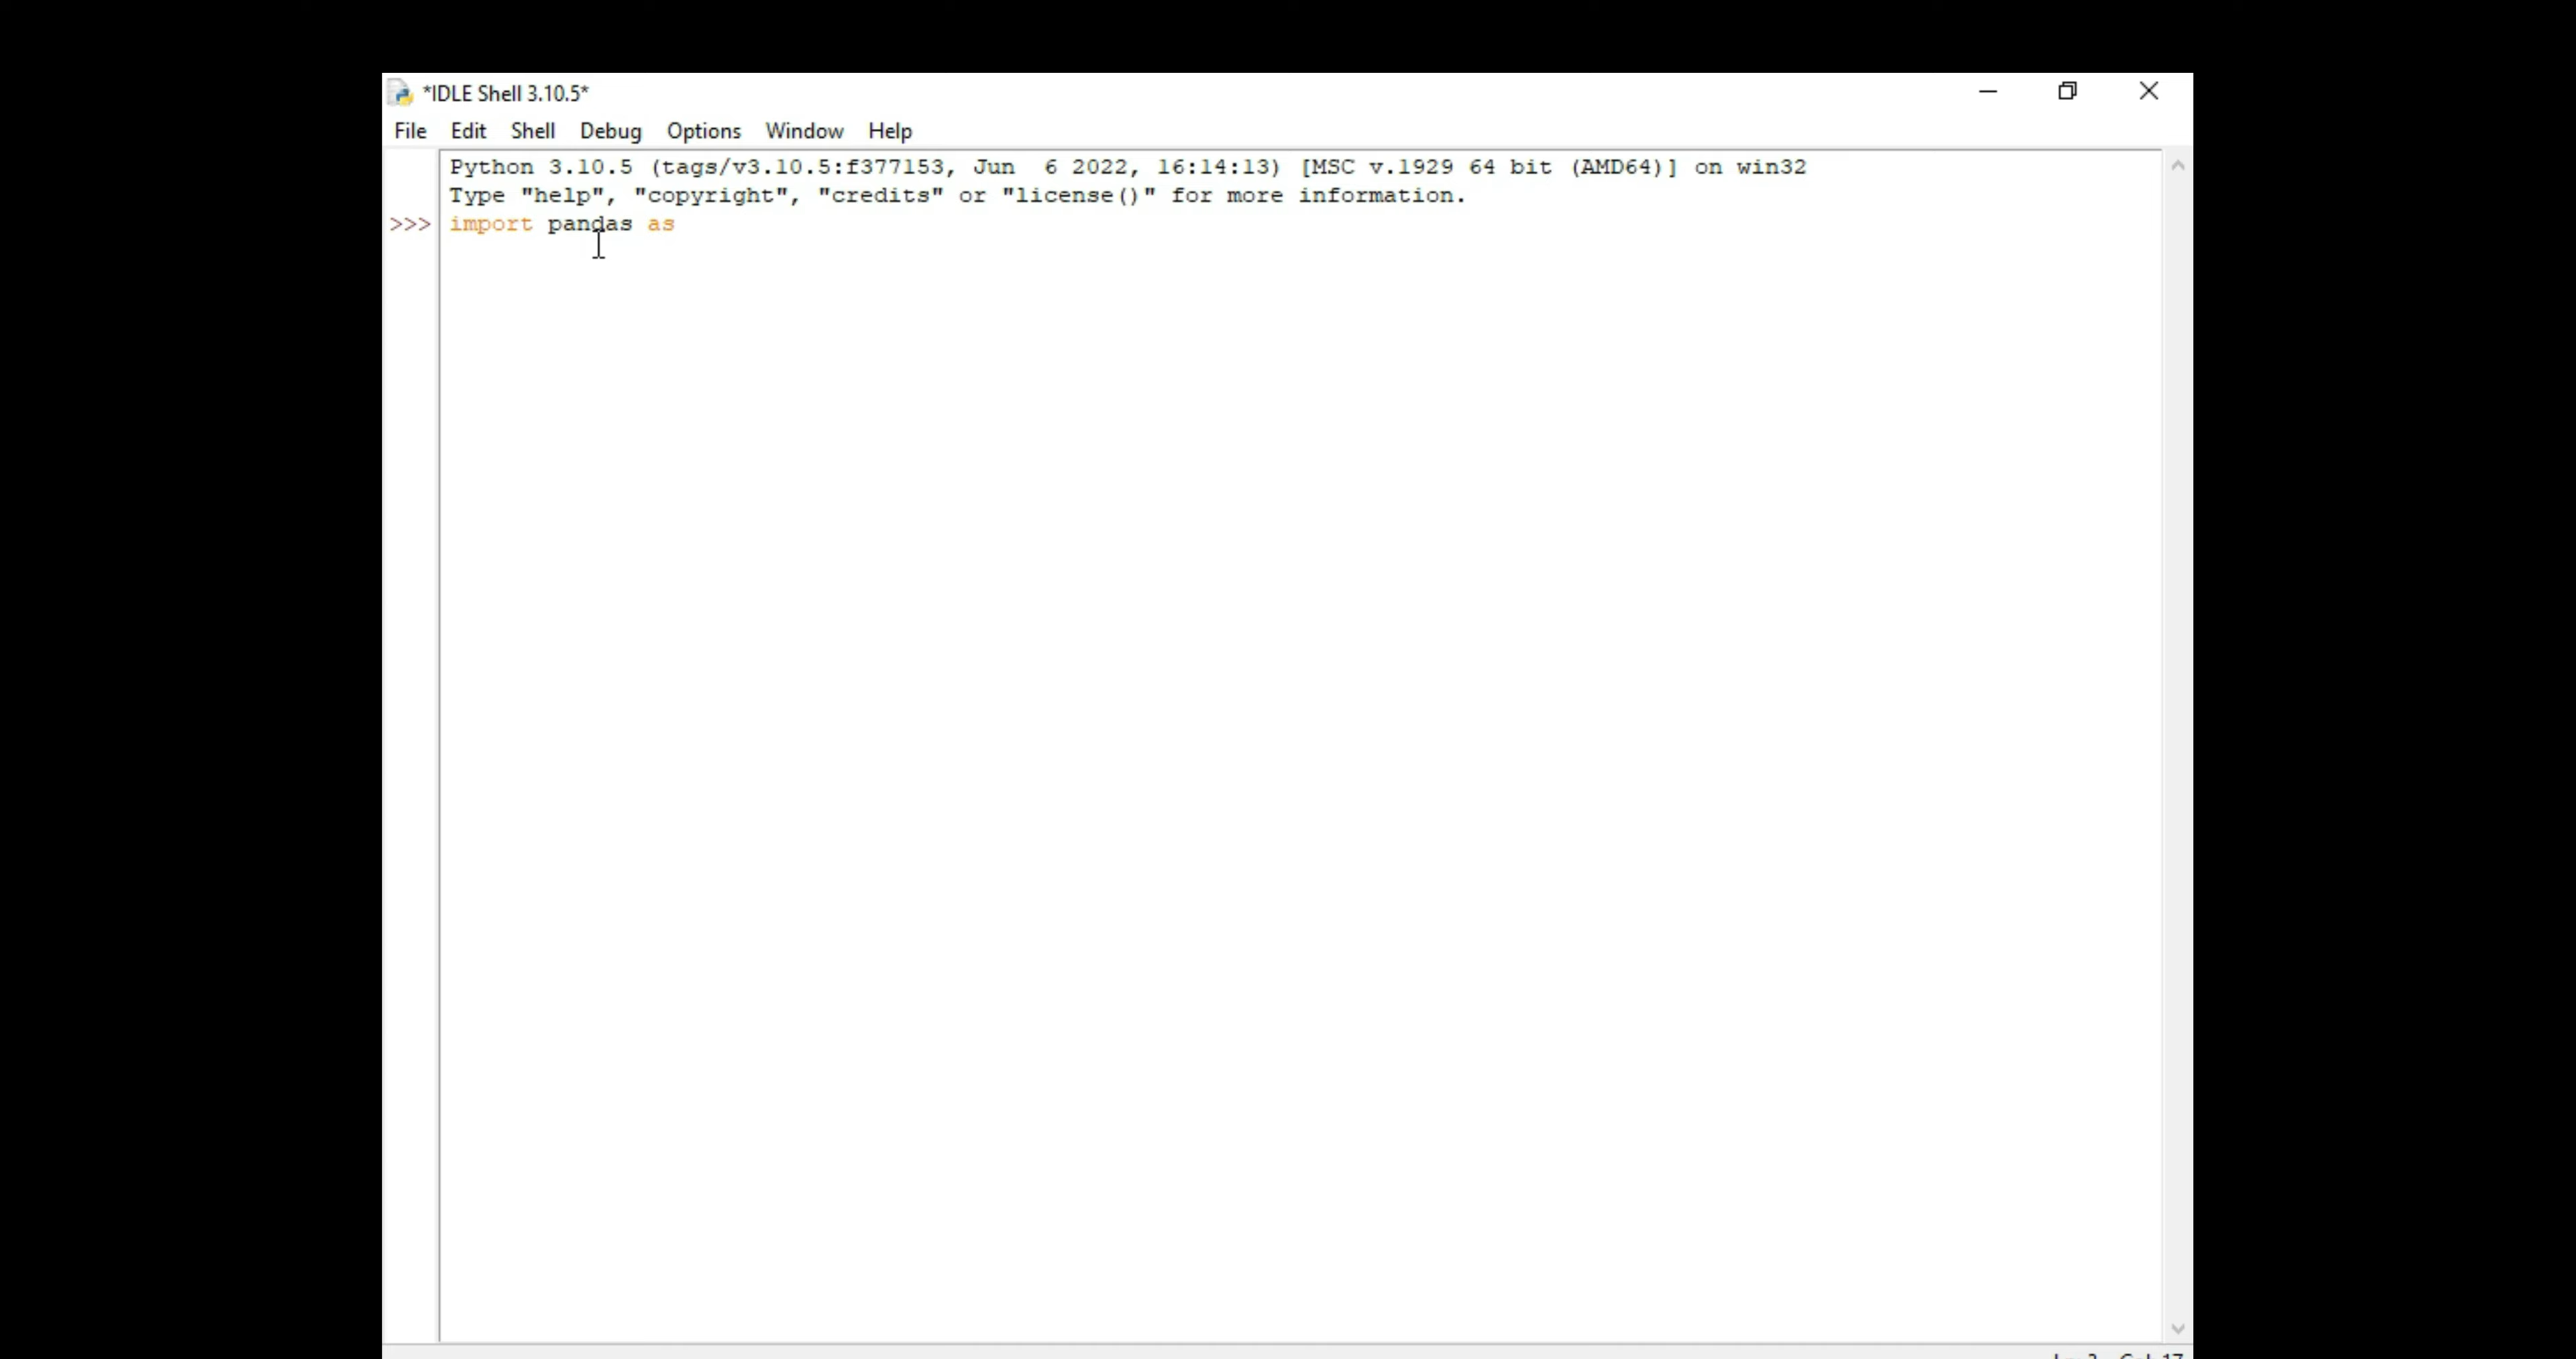 *IDLE Shell 3.10.5*
File Edit Shell Debug Options Window Help
Python 3.10.5 (tags/v3.10.5:f377153, Jun  6 2022, 16:14:13) [MSC v.1929 64 bit (AMD64)] on win32
Type "help", "copyright", "credits" or "license()" for more information.
>>> import pandas as